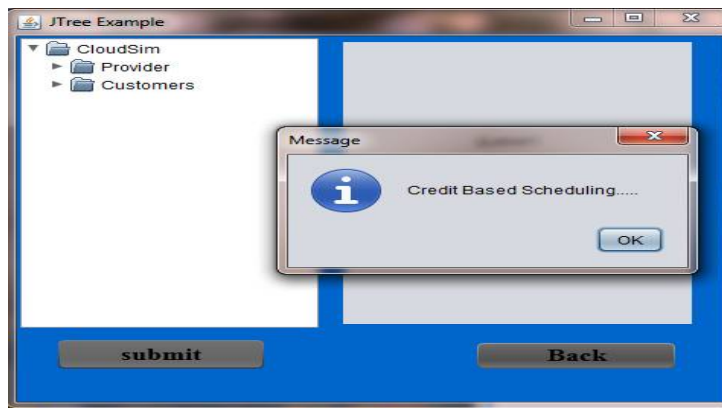 JTree Example
CloudSim
Provider
Customers
Message
Credit Based Scheduling.....
OK
submit
Back